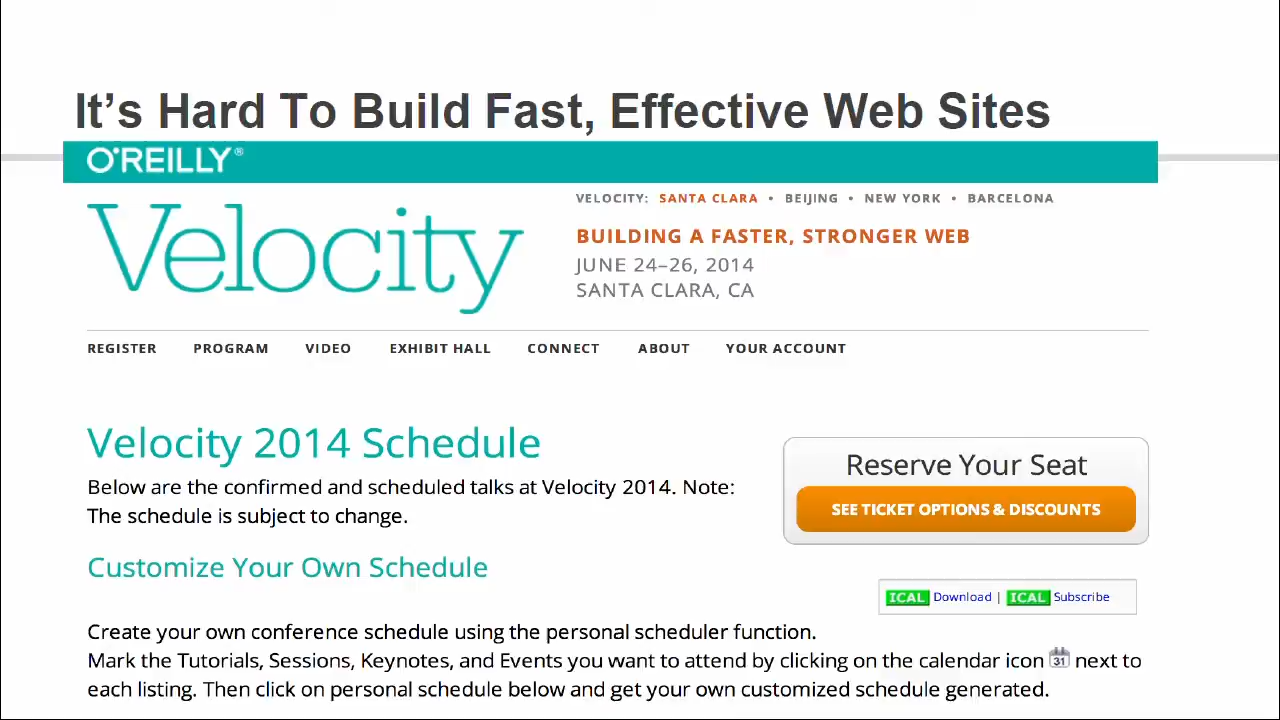 It's Hard To Build Fast, Effective Web Sites
O'REILLY®
Velocity
VELOCITY: SANTA CLARA • BEIJING • NEW YORK • BARCELONA
BUILDING A FASTER, STRONGER WEB
JUNE 24–26, 2014
SANTA CLARA, CA
REGISTER PROGRAM VIDEO EXHIBIT HALL CONNECT ABOUT YOUR ACCOUNT
Velocity 2014 Schedule
Below are the confirmed and scheduled talks at Velocity 2014. Note:
The schedule is subject to change.
Reserve Your Seat
SEE TICKET OPTIONS & DISCOUNTS
Customize Your Own Schedule
ICAL Download | ICAL Subscribe
Create your own conference schedule using the personal scheduler function.
Mark the Tutorials, Sessions, Keynotes, and Events you want to attend by clicking on the calendar icon 31 next to
each listing. Then click on personal schedule below and get your own customized schedule generated.